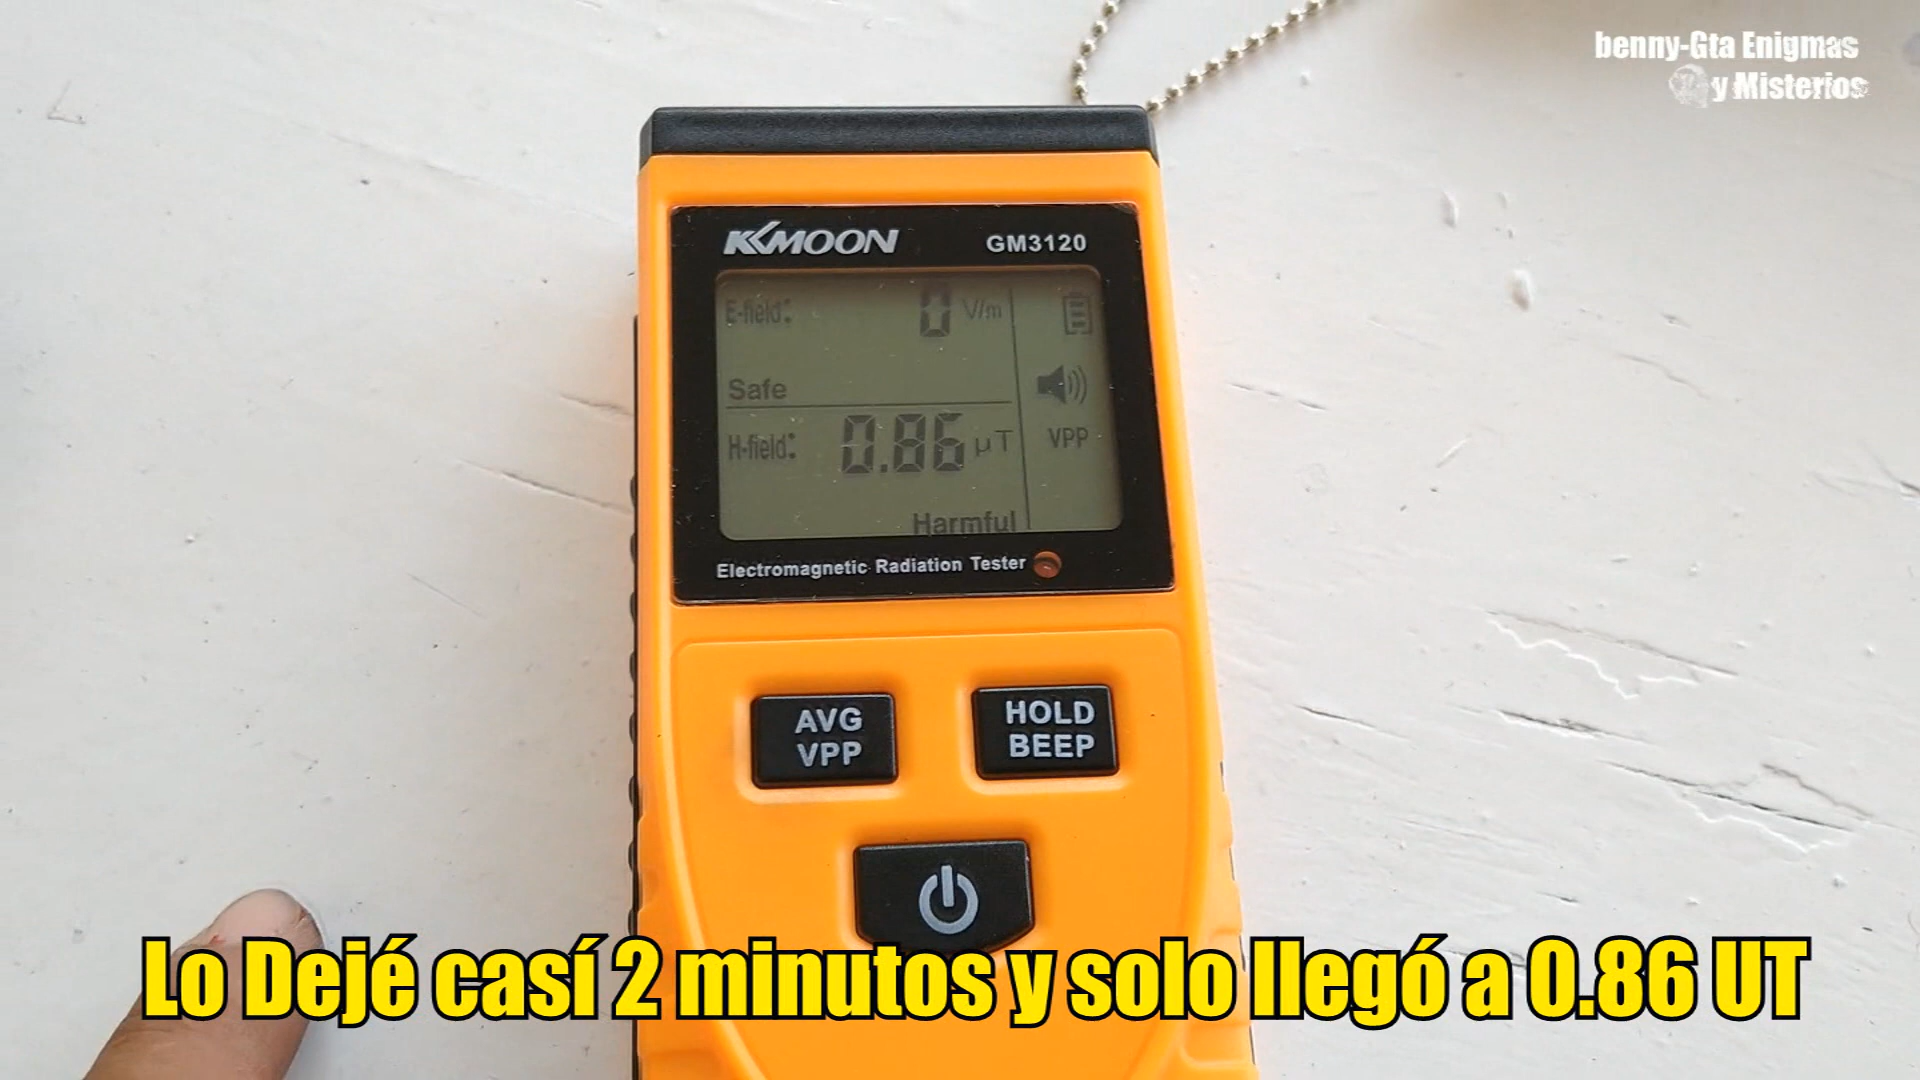 benny-Gta Enigmas
y Misterios
KKMOON GM3120
E-field: 0 V/m
Safe
H-field: 0.86 µT VPP
Harmful
Electromagnetic Radiation Tester
AVG
VPP
HOLD
BEEP
Lo Dejé casí 2 minutos y solo llegó a 0.86 UT